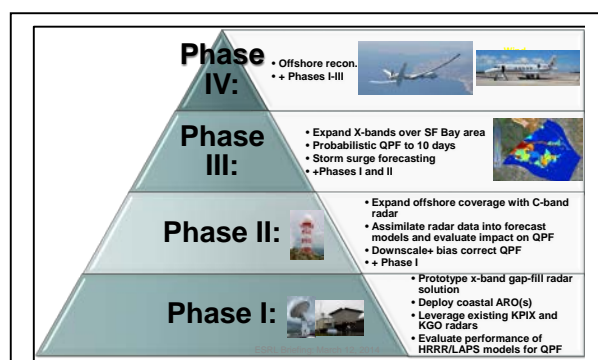 Phase
IV:
• Offshore recon.
• + Phases I-III
Phase
III:
• Expand X-bands over SF Bay area
• Probabilistic QPF to 10 days
• Storm surge forecasting
• +Phases I and II
Phase II:
• Expand offshore coverage with C-band
radar
• Assimilate radar data into forecast
models and evaluate impact on QPF
• Downscale+ bias correct QPF
• + Phase I
Phase I:
• Prototype x-band gap-fill radar
solution
• Deploy coastal ARO(s)
• Leverage existing KPIX and
KGO radars
• Evaluate performance of
HRRR/LAPS models for QPF